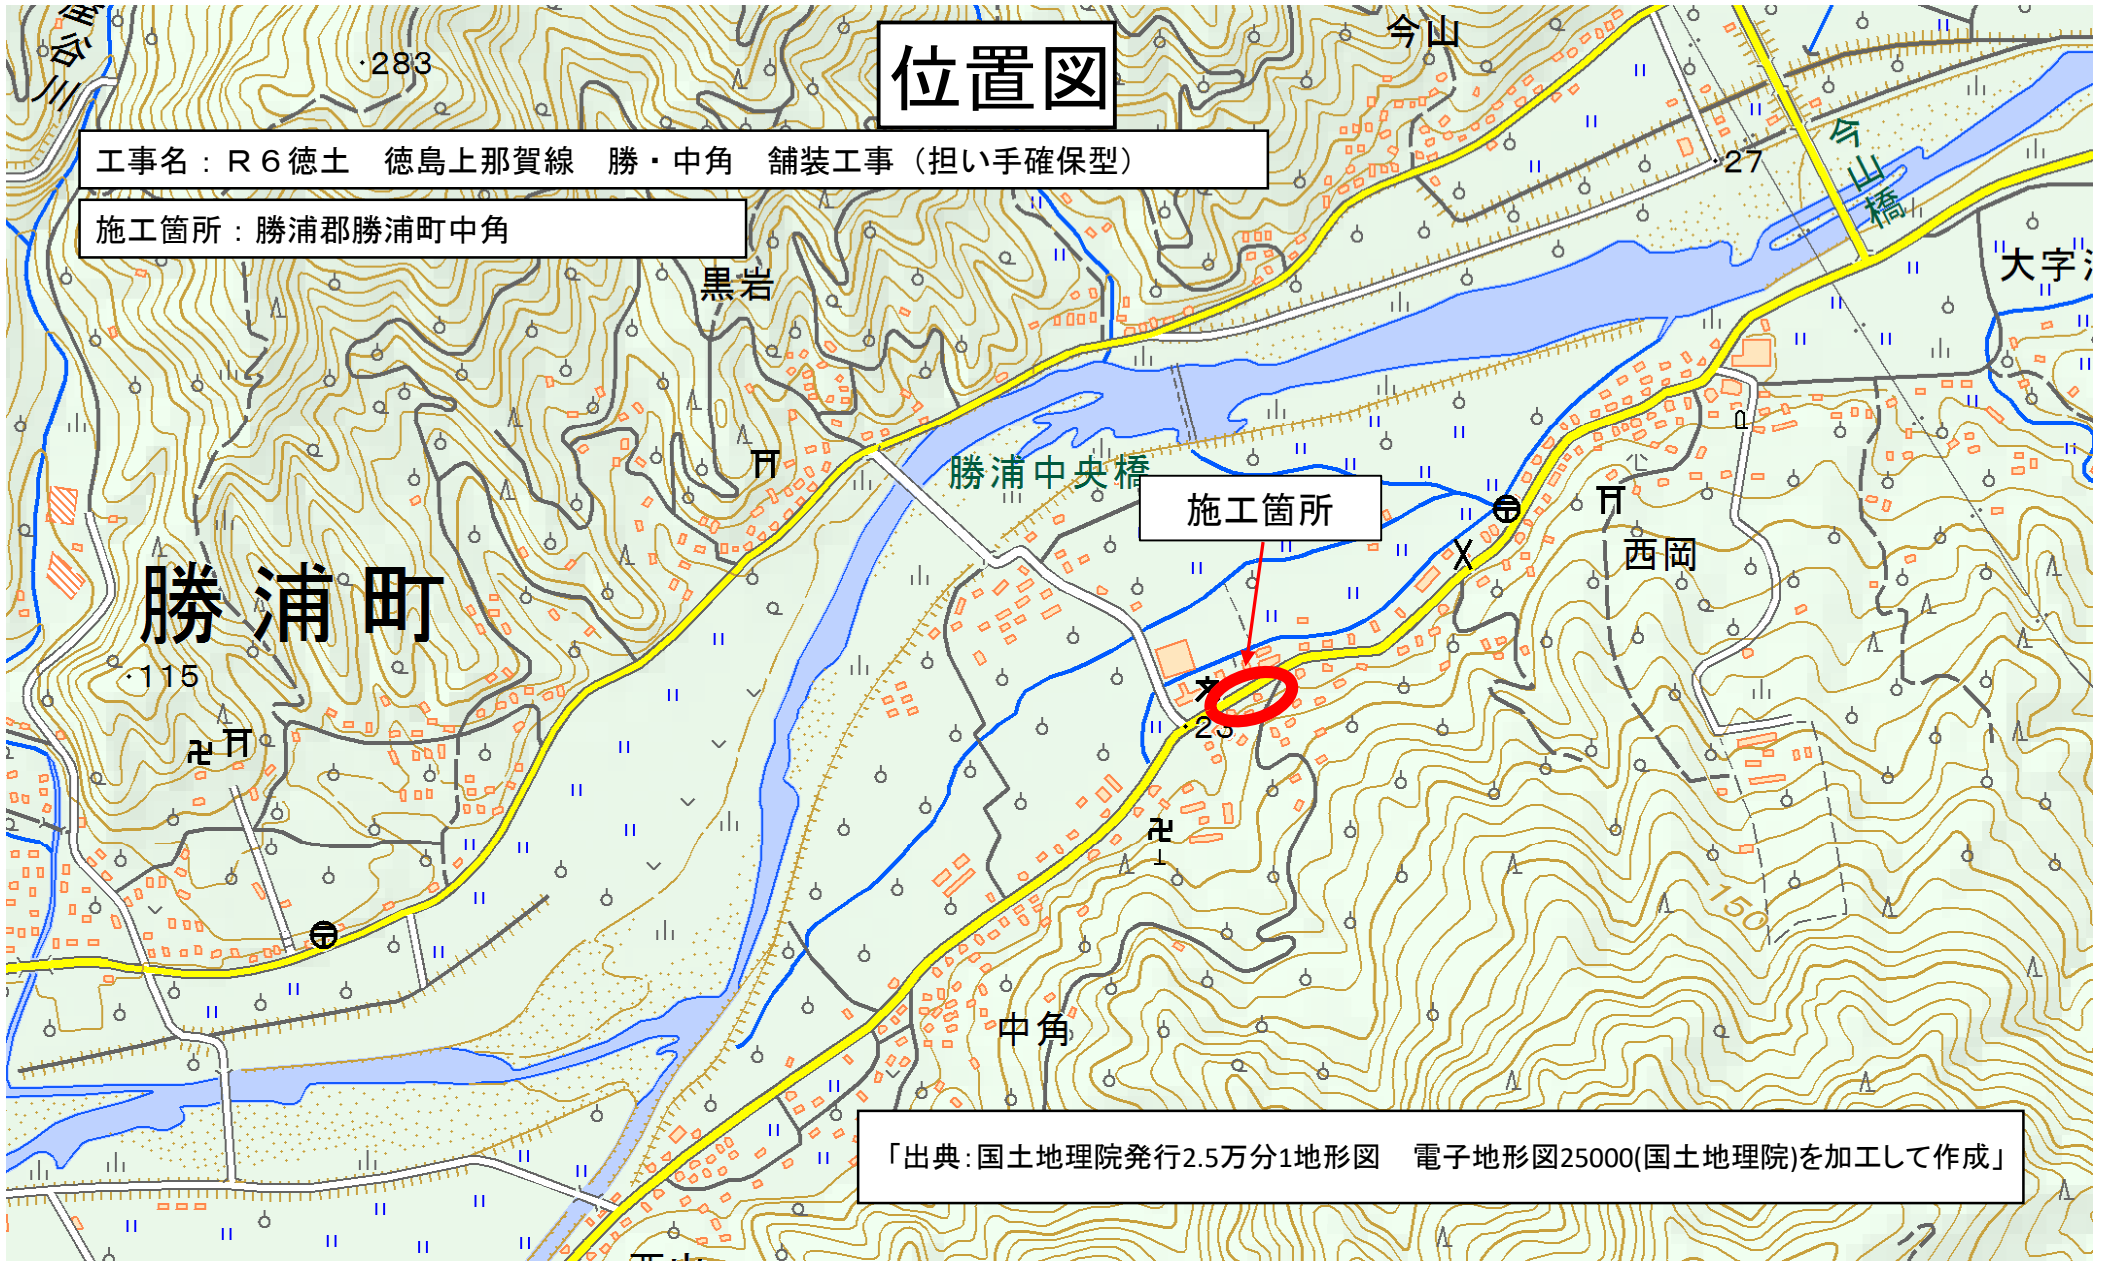 位置図
工事名：Ｒ６徳土　徳島上那賀線　勝・中角　舗装工事（担い手確保型）
施工箇所：勝浦郡勝浦町中角
283
今山
27
今山橋
大字
黒岩
勝浦中央橋
施工箇所
西岡
勝浦町
115
23
150
中角
「出典：国土地理院発行2.5万分1地形図　電子地形図25000(国土地理院)を加工して作成」